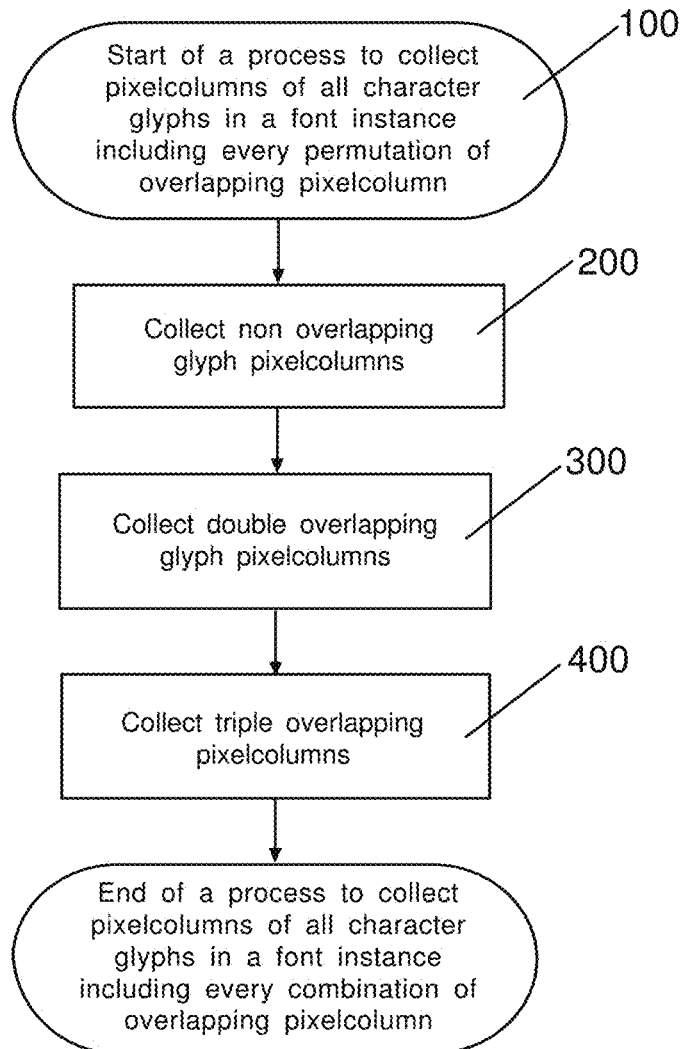 100
Start of a process to collect
pixelcolumns of all character
glyphs in a font instance
including every permutation of
overlapping pixelcolumn
200
Collect non overlapping
glyph pixelcolumns
300
Collect double overlapping
glyph pixelcolumns
400
Collect triple overlapping
pixelcolumns
End of a process to collect
pixelcolumns of all character
glyphs in a font instance
including every combination of
overlapping pixelcolumn